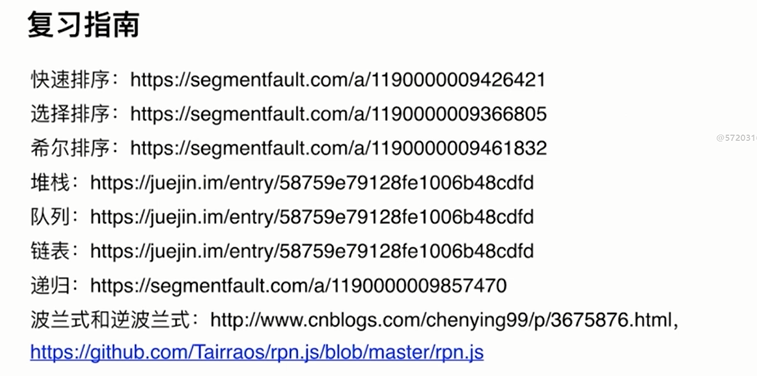 复习指南
快速排序：https://segmentfault.com/a/1190000009426421
选择排序：https://segmentfault.com/a/1190000009366805
@572031
希尔排序：https://segmentfault.com/a/1190000009461832
堆栈：https://juejin.im/entry/58759e79128fe1006b48cdfd
队列：https://juejin.im/entry/58759e79128fe1006b48cdfd
链表：https://juejin.im/entry/58759e79128fe1006b48cdfd
递归：https://segmentfault.com/a/1190000009857470
波兰式和逆波兰式：http://www.cnblogs.com/chenying99/p/3675876.html，
https://github.com/Tairraos/rpn.js/blob/master/rpn.js